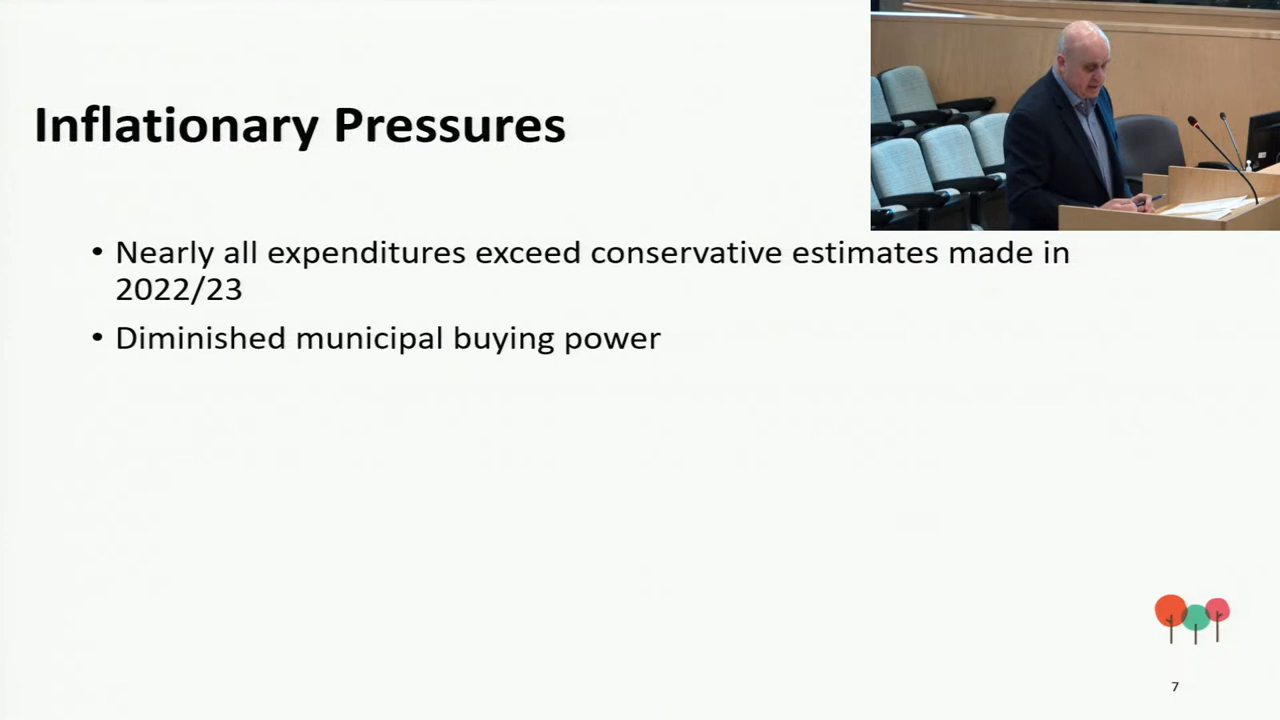 Inflationary Pressures
• Nearly all expenditures exceed conservative estimates made in
2022/23
• Diminished municipal buying power
7